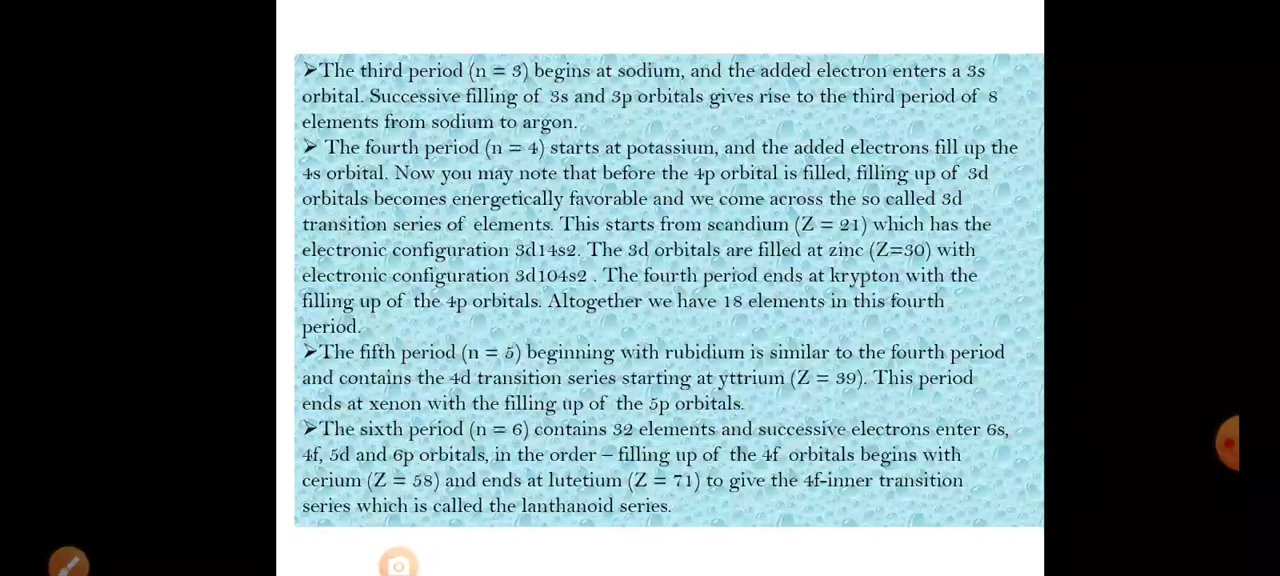 ➢The third period (n = 3) begins at sodium, and the added electron enters a 3s
orbital. Successive filling of 3s and 3p orbitals gives rise to the third period of 8
elements from sodium to argon.
➢ The fourth period (n = 4) starts at potassium, and the added electrons fill up the
4s orbital. Now you may note that before the 4p orbital is filled, filling up of 3d
orbitals becomes energetically favorable and we come across the so called 3d
transition series of elements. This starts from scandium (Z = 21) which has the
electronic configuration 3d14s2. The 3d orbitals are filled at zinc (Z=30) with
electronic configuration 3d104s2 . The fourth period ends at krypton with the
filling up of the 4p orbitals. Altogether we have 18 elements in this fourth
period.
➢The fifth period (n = 5) beginning with rubidium is similar to the fourth period
and contains the 4d transition series starting at yttrium (Z = 39). This period
ends at xenon with the filling up of the 5p orbitals.
➢The sixth period (n = 6) contains 32 elements and successive electrons enter 6s,
4f, 5d and 6p orbitals, in the order – filling up of the 4f orbitals begins with
cerium (Z = 58) and ends at lutetium (Z = 71) to give the 4f-inner transition
series which is called the lanthanoid series.